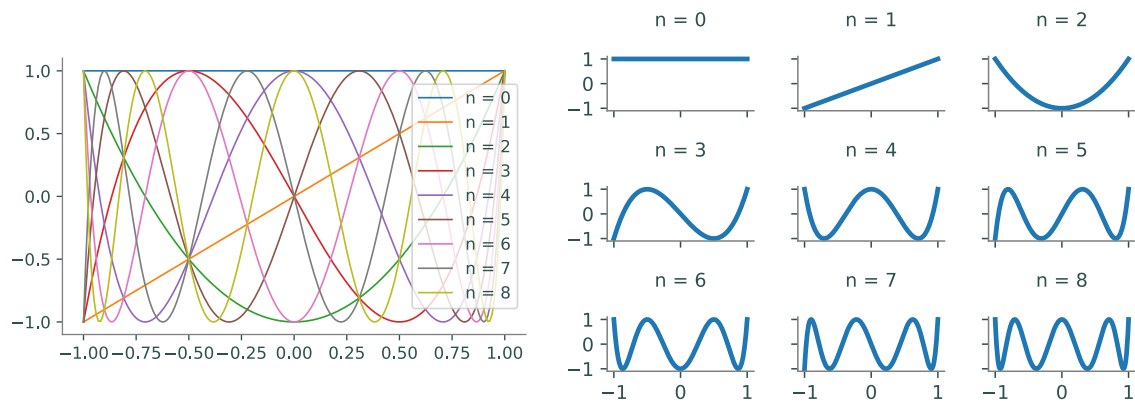 1.0
0.5
0.0
−0.5
−1.0
−1.00 −0.75 −0.50 −0.25 0.00 0.25 0.50 0.75 1.00
n = 0
n = 1
n = 2
n = 3
n = 4
n = 5
n = 6
n = 7
n = 8
n = 0 n = 1 n = 2
1
0
−1
n = 3 n = 4 n = 5
1
0
−1
n = 6 n = 7 n = 8
1
0
−1
−1 0 1 −1 0 1 −1 0 1